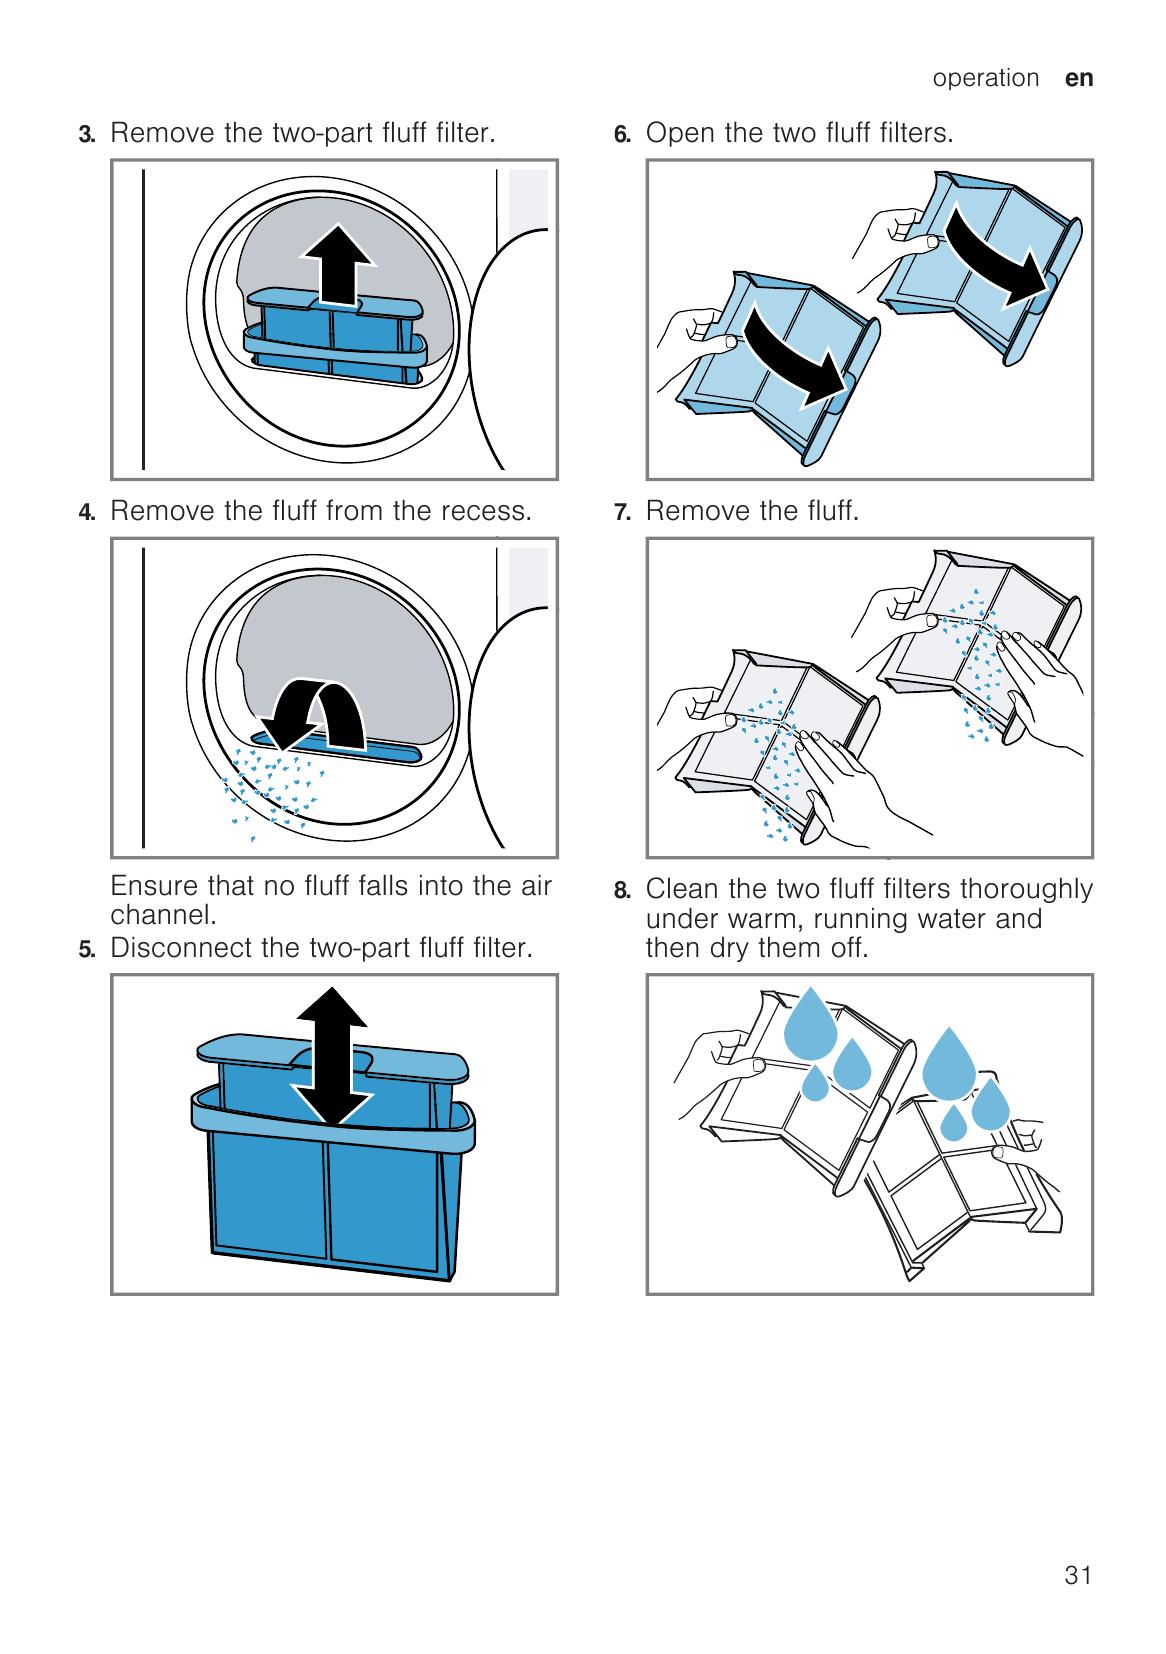 operation en
3. Remove the two-part fluff filter.
4. Remove the fluff from the recess.
Ensure that no fluff falls into the air
channel.
5. Disconnect the two-part fluff filter.
6. Open the two fluff filters.
7. Remove the fluff.
8. Clean the two fluff filters thoroughly
under warm, running water and
then dry them off.
31